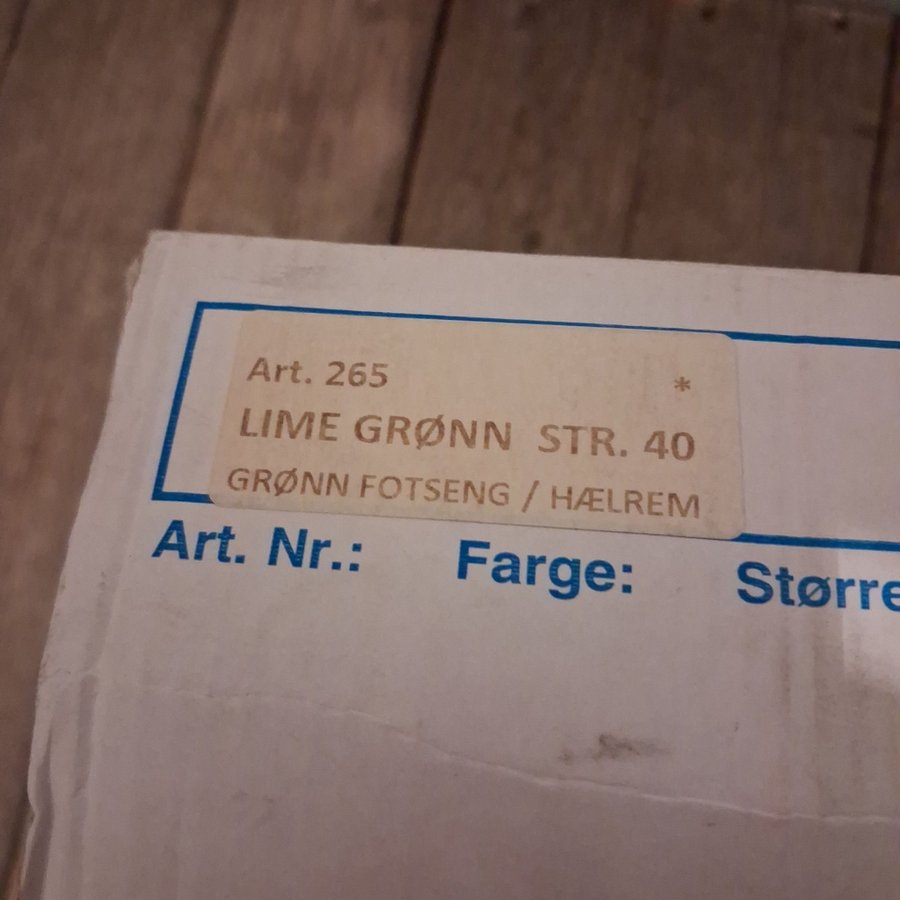 Art. 265 *
LIME GRØNN STR. 40
GRØNN FOTSENG / HÆLREM
Art. Nr.: Farge: Større